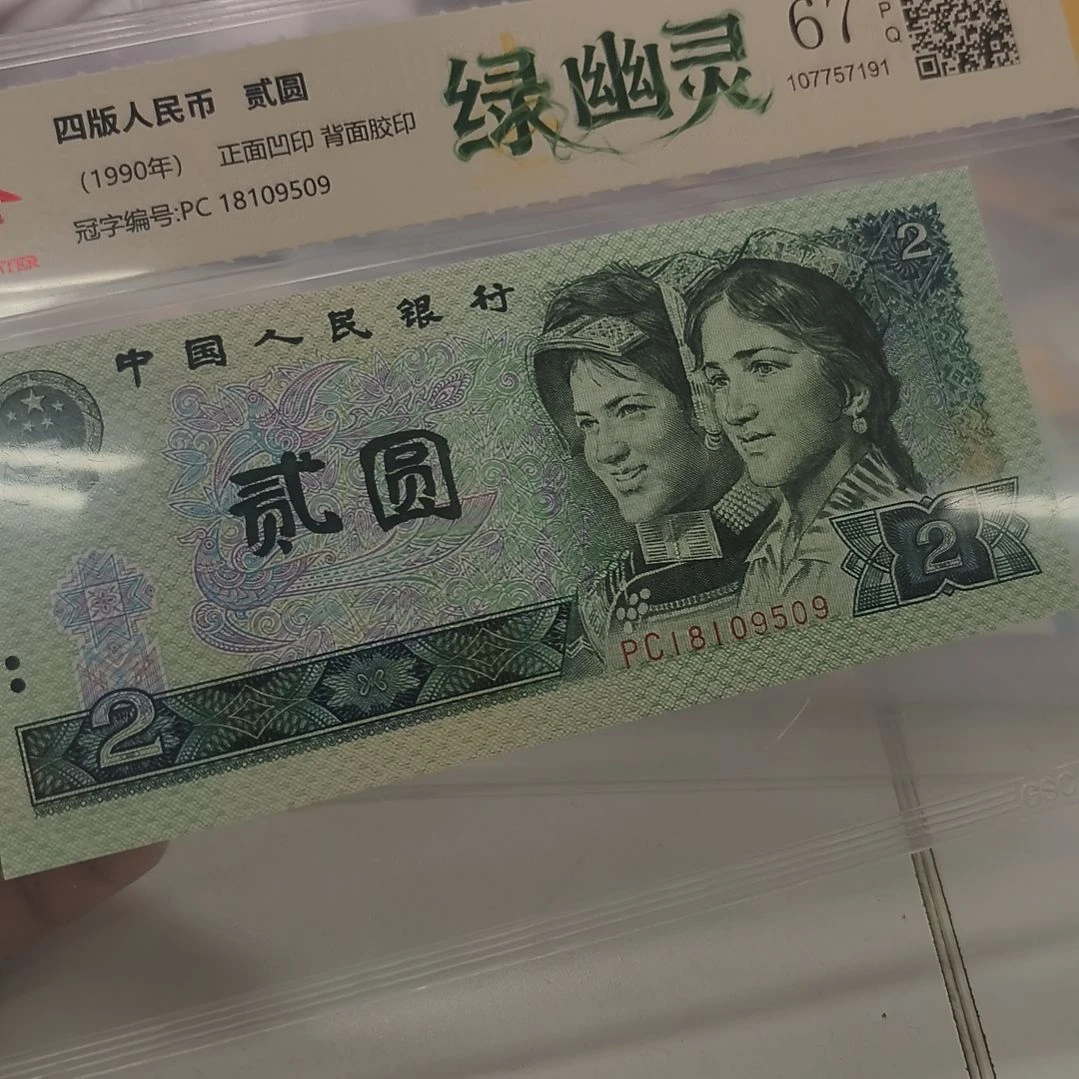 四版人民币 贰圆
(1990年) 正面凹印 背面胶印
冠字编号:PC 18109509
绿幽灵
67
P
Q
107757191
中国人民银行
2
贰圆
2
PC18109509
2